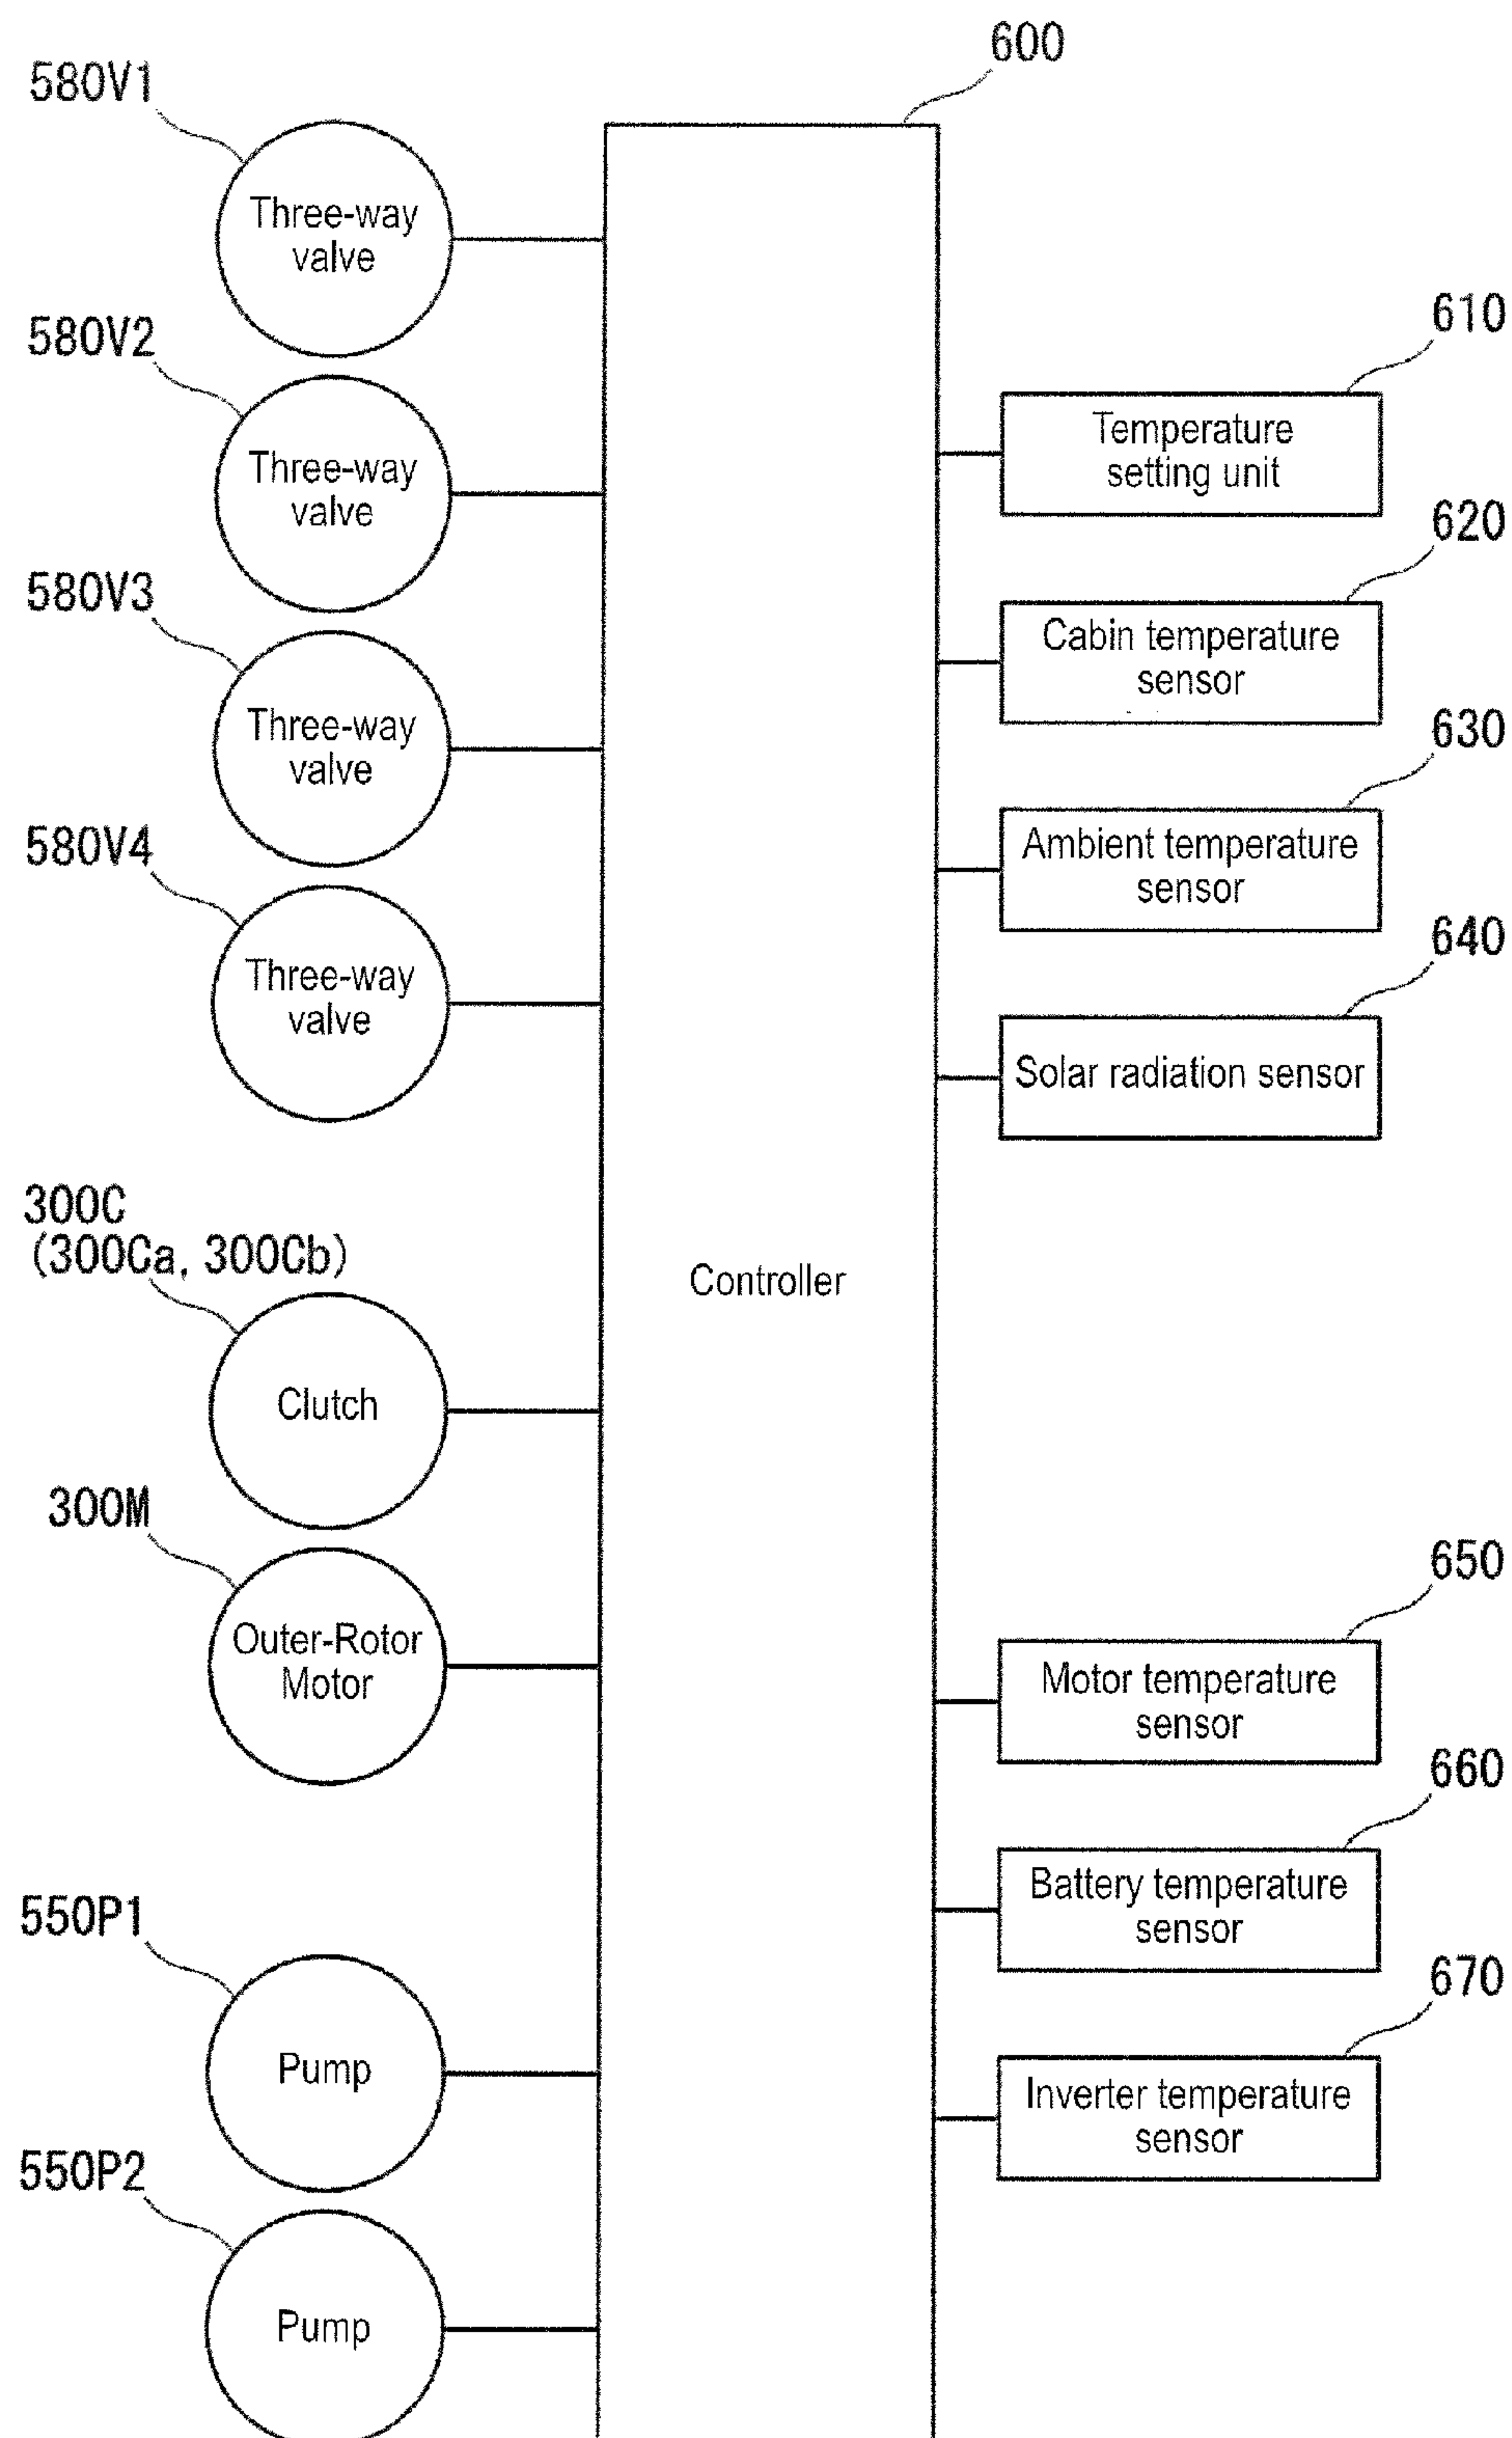 600
580V1
Three-way
valve
580V2
Three-way
valve
580V3
Three-way
valve
580V4
Three-way
valve
300C
(300Ca, 300Cb)
Clutch
300M
Outer-Rotor
Motor
550P1
Pump
550P2
Pump
Controller
610
Temperature
setting unit
620
Cabin temperature
sensor
630
Ambient temperature
sensor
640
Solar radiation sensor
650
Motor temperature
sensor
660
Battery temperature
sensor
670
Inverter temperature
sensor